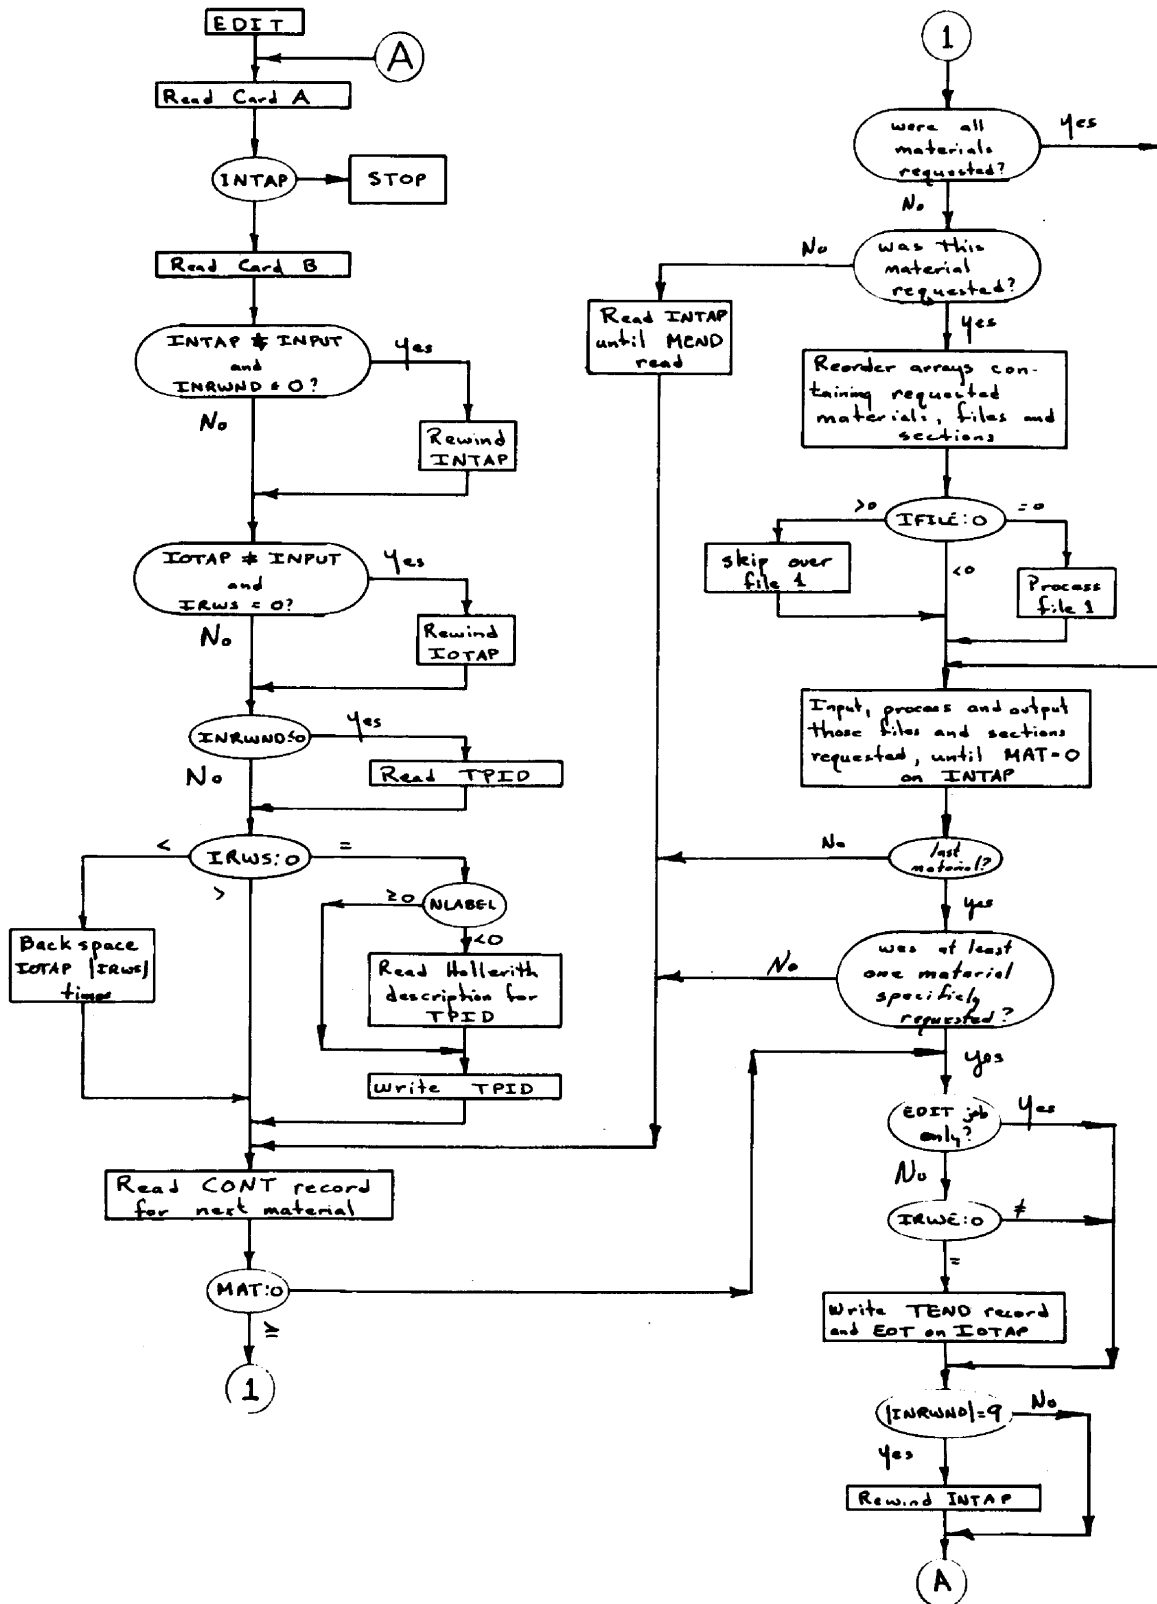 EDIT
A
Read Card A
INTAP
STOP
Read Card B
INTAP ≠ INPUT
and
INRWND = 0?
Yes
No
Rewind
INTAP
IOTAP ≠ INPUT
and
IRWS = 0?
Yes
No
Rewind
IOTAP
Yes
No
Read TPID
IRWS:0
<
=
>
Back space
IOTAP |IRWS|
times
NLABEL
≥0
<0
Read Hollerith
description for
TPID
Write TPID
Read CONT record
for next material
MAT:0
1
1
were all
materials
requested?
Yes
No
was this
material
requested?
No
Yes
Read INTAP
until MEND
read
Reorder arrays con-
taining requested
materials, files and
sections
IFILE:0
>0
=0
<0
skip over
file 1
Process
file 1
Input, process and output
those files and sections
requested, until MAT=0
on INTAP
last
material?
No
Yes
was at least
one material
specificly
requested?
No
Yes
EDIT job
only?
Yes
No
IRWE:0
≠
=
Write TEND record
and EOT on IOTAP
|INRWND|=9
No
Yes
Rewind INTAP
A